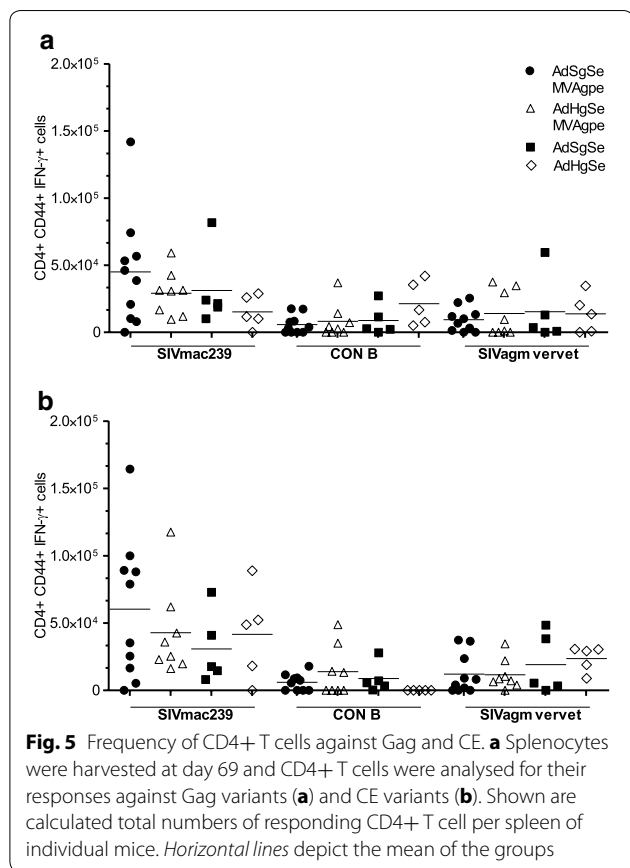 a
2.0×10⁵
1.5×10⁵
1.0×10⁵
5.0×10⁴
0
CD4+ CD44+ IFN-γ+ cells
AdSgSe
MVAgpe
AdHgSe
MVAgpe
AdSgSe
AdHgSe
SIVmac239 CON B SIVagm vervet
b
2.0×10⁵
1.5×10⁵
1.0×10⁵
5.0×10⁴
0
CD4+ CD44+ IFN-γ+ cells
SIVmac239 CON B SIVagm vervet
Fig. 5 Frequency of CD4+ T cells against Gag and CE. a Splenocytes
were harvested at day 69 and CD4+ T cells were analysed for their
responses against Gag variants (a) and CE variants (b). Shown are
calculated total numbers of responding CD4+ T cell per spleen of
individual mice. Horizontal lines depict the mean of the groups